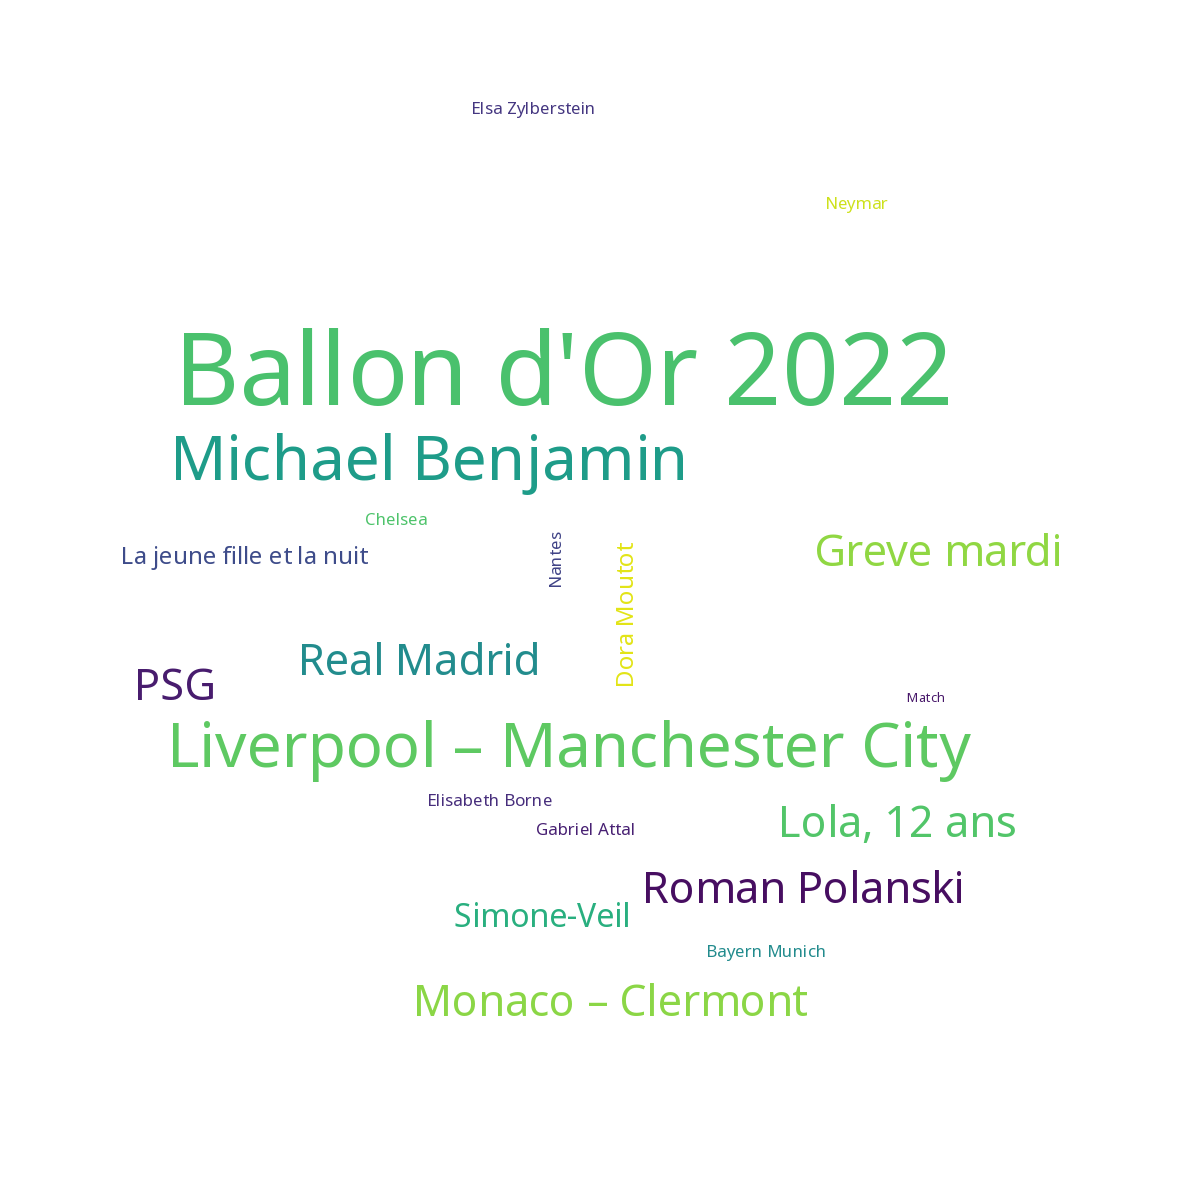 Elsa Zylberstein
Neymar
Ballon d'Or 2022
Michael Benjamin
Chelsea
La jeune fille et la nuit
Nantes
Dora Moutot
Greve mardi
Real Madrid
PSG
Match
Liverpool – Manchester City
Elisabeth Borne
Gabriel Attal
Lola, 12 ans
Roman Polanski
Simone-Veil
Bayern Munich
Monaco – Clermont